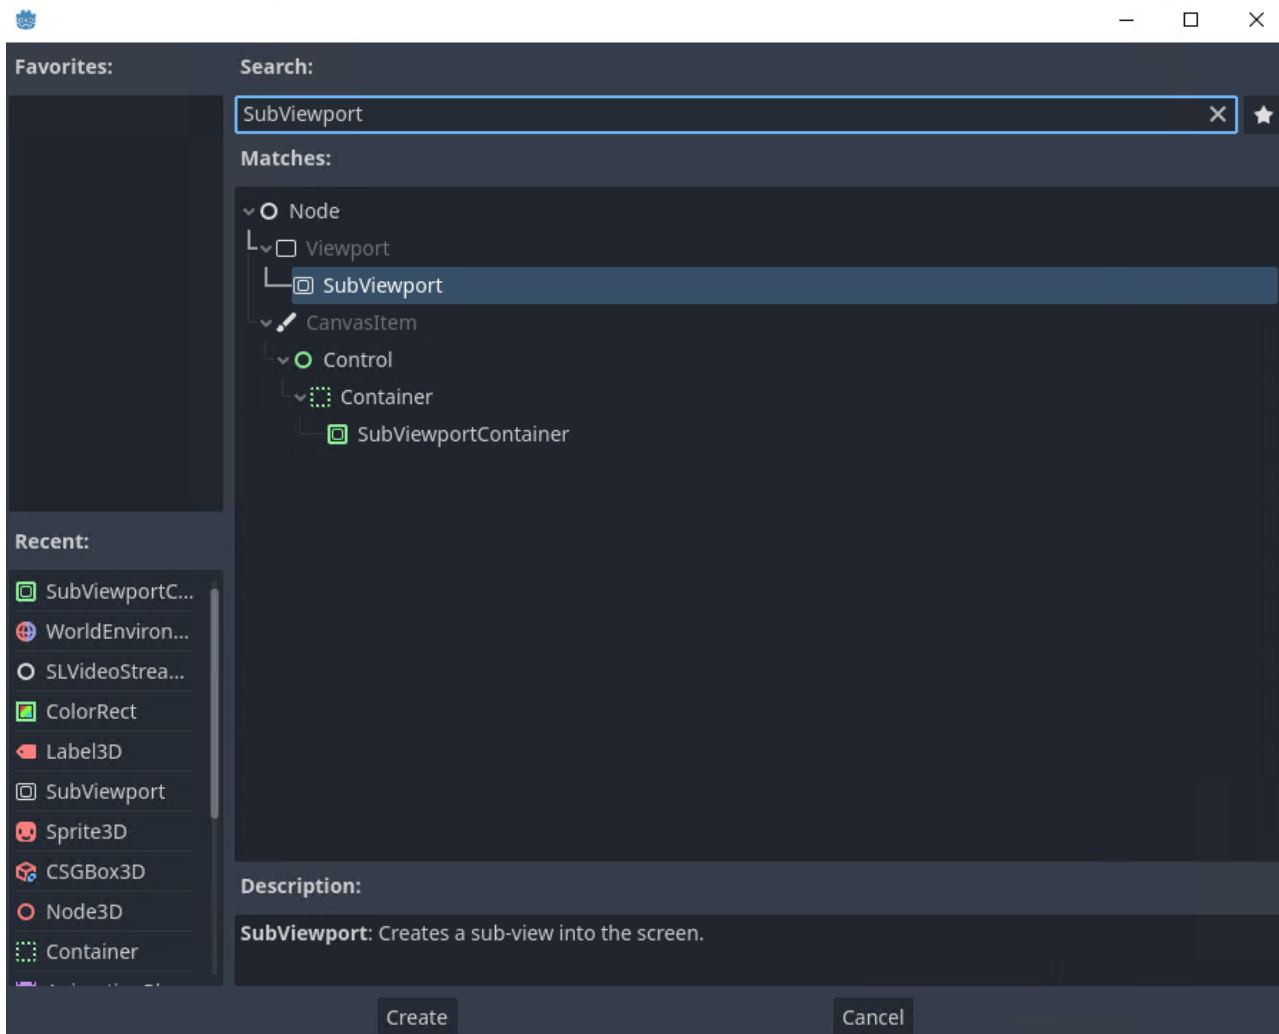 Favorites:
Search:
SubViewport
Matches:
Node
Viewport
SubViewport
CanvasItem
Control
Container
SubViewportContainer
Recent:
SubViewportC...
WorldEnviron...
SLVideoStrea...
ColorRect
Label3D
SubViewport
Sprite3D
CSGBox3D
Node3D
Container
Description:
SubViewport: Creates a sub-view into the screen.
Create
Cancel